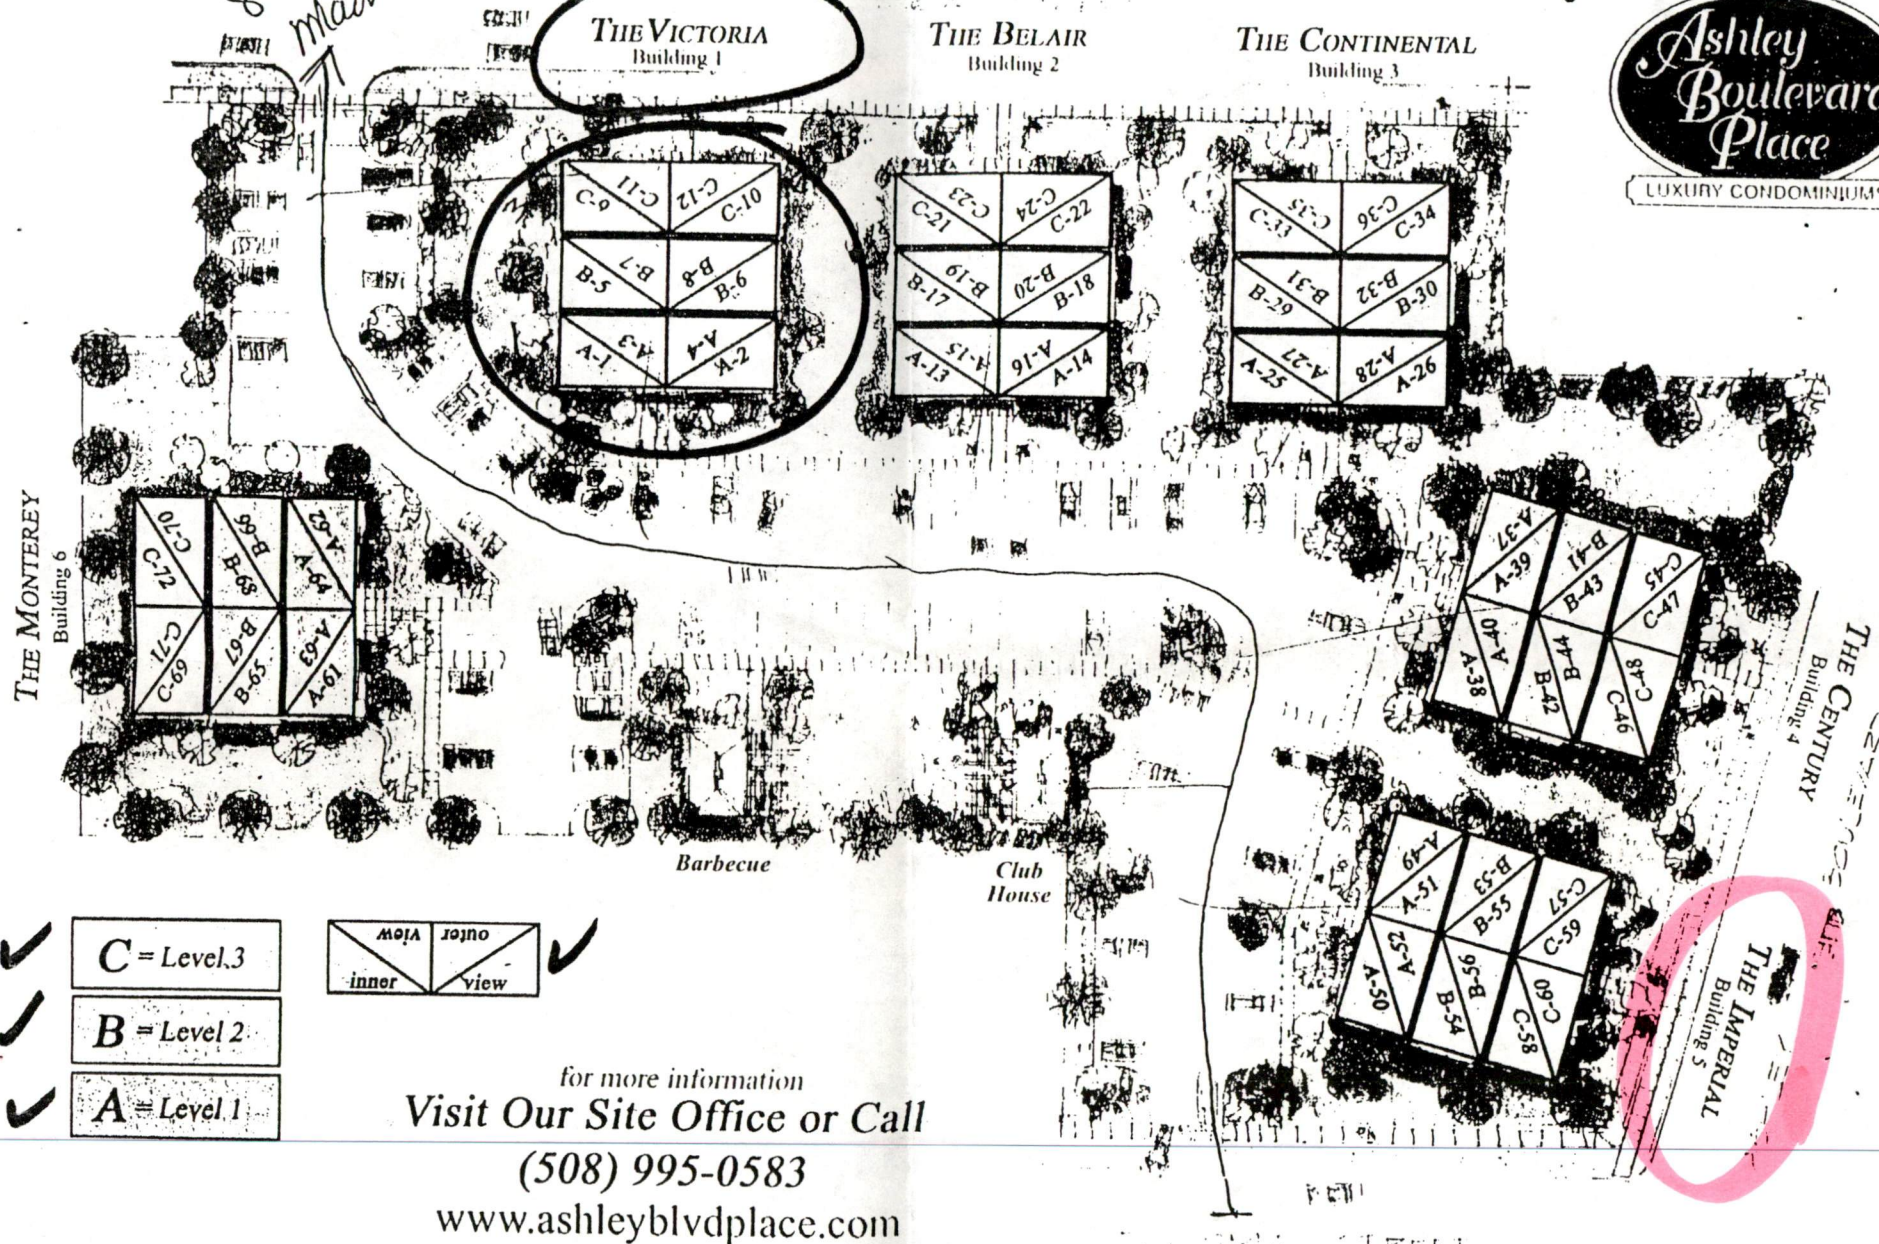 THE VICTORIA
Building 1
THE BELAIR
Building 2
THE CONTINENTAL
Building 3
Ashley
Boulevard
Place
LUXURY CONDOMINIUMS
C-9 C-11 C-12 C-10
B-5 B-7 B-8 B-6
A-1 A-3 A-4 A-2
C-21 C-23 C-24 C-22
B-17 B-19 B-20 B-18
A-13 A-15 A-16 A-14
C-33 C-35 C-36 C-34
B-29 B-31 B-32 B-30
A-25 A-27 A-28 A-26
THE MONTEREY
Building 6
C-70 B-66 A-62
C-72 B-68 A-64
C-71 B-67 A-63
C-69 B-65 A-61
A-37 B-41 C-45
A-39 B-43 C-47
A-40 B-44 C-48
A-38 B-42 C-46
THE CENTURY
Building 4
A-49 B-53 C-57
A-51 B-55 C-59
A-52 B-56 C-60
A-50 B-54 C-58
THE IMPERIAL
Building 5
Barbecue
Club
House
C = Level 3
B = Level 2
A = Level 1
view outer
inner view
for more information
Visit Our Site Office or Call
(508) 995-0583
www.ashleyblvdplace.com